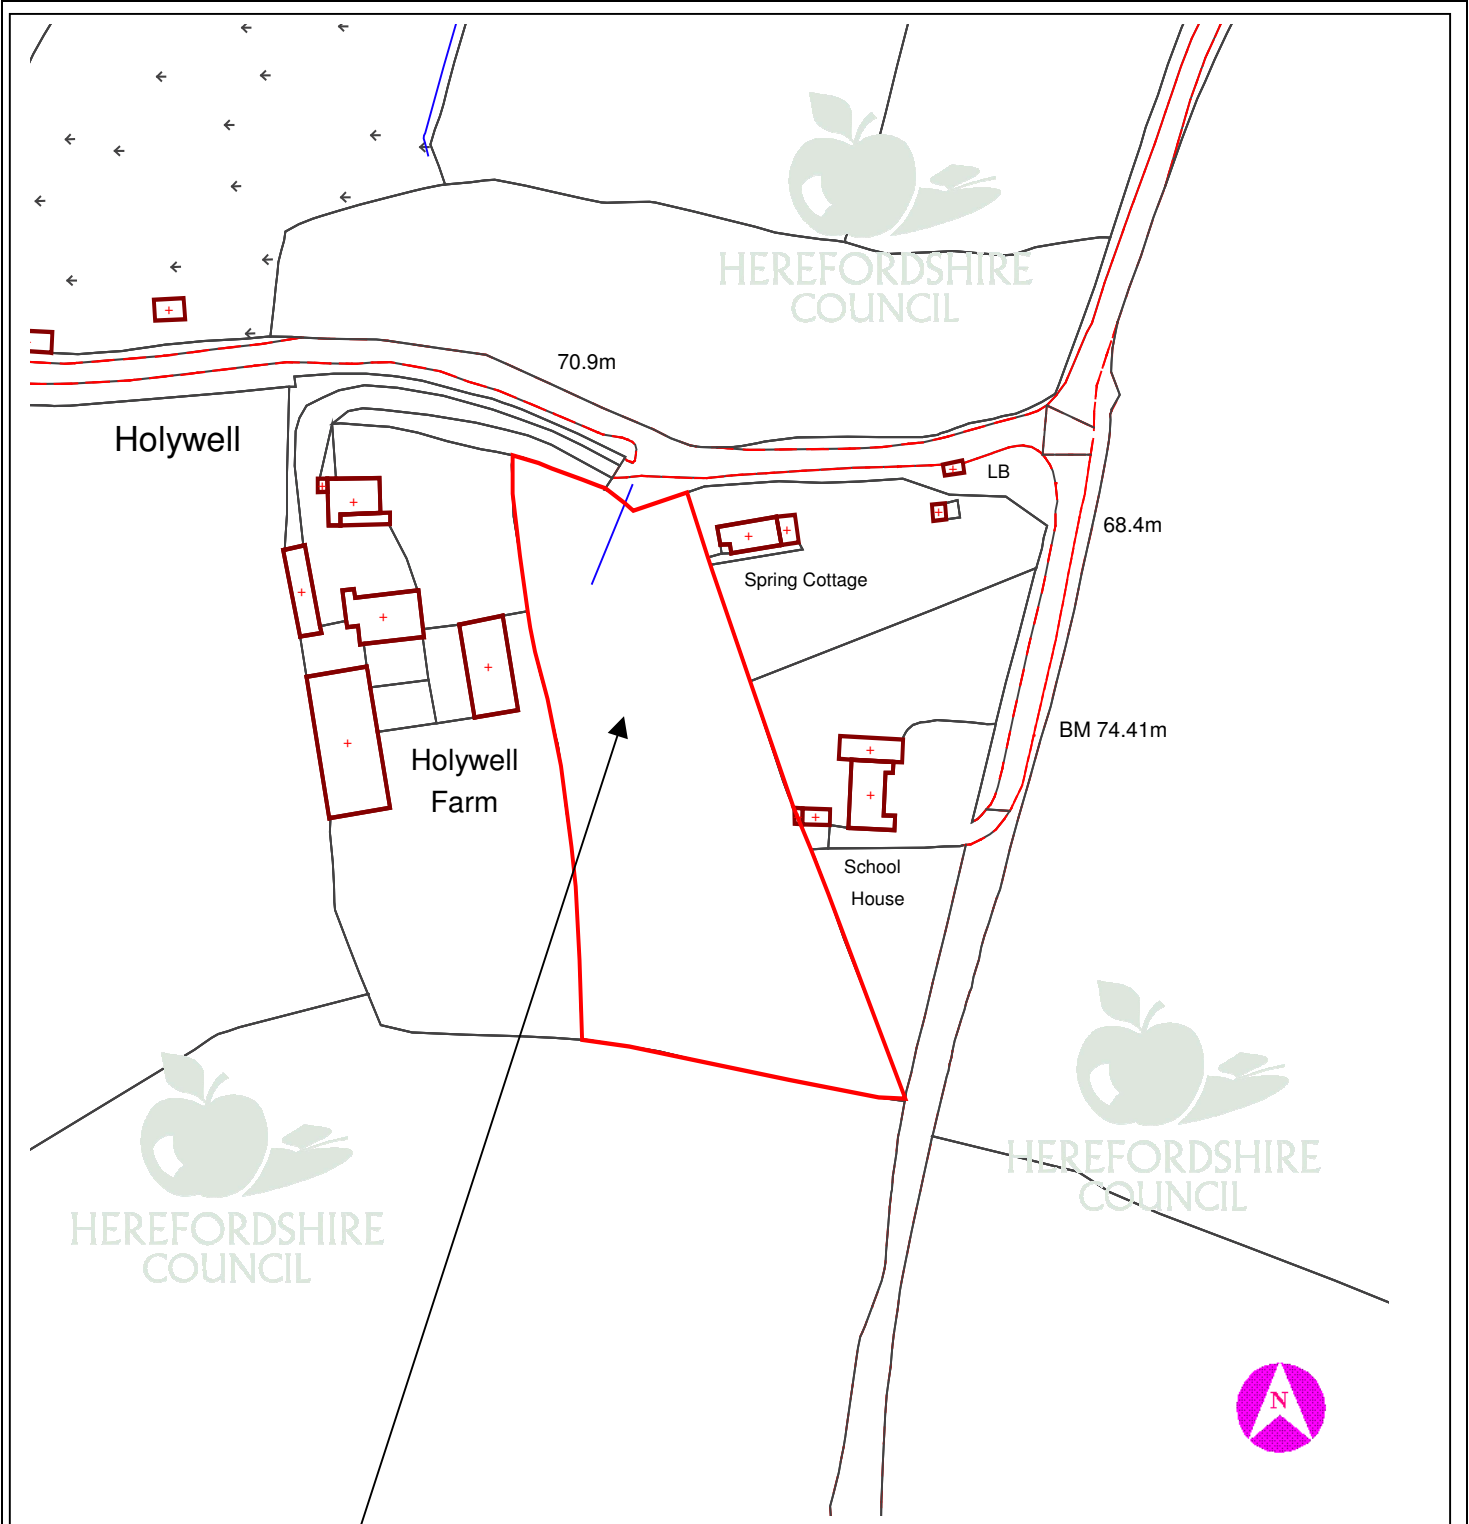 HEREFORDSHIRE
COUNCIL
70.9m
Holywell
LB
68.4m
Spring Cottage
BM 74.41m
Holywell
Farm
School
House
HEREFORDSHIRE
COUNCIL
HEREFORDSHIRE
COUNCIL
N